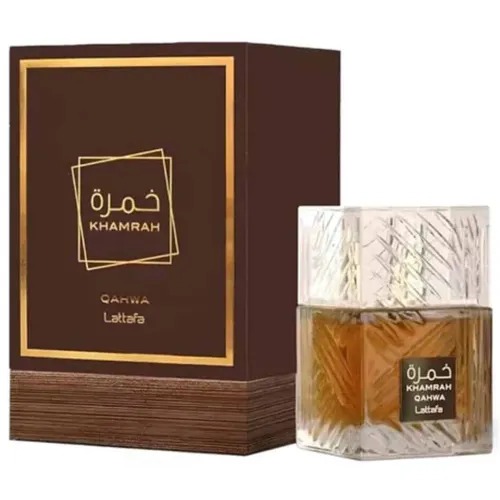 خمرة
KHAMRAH
QAHWA
Lattafa
خمرة
KHAMRAH
QAHWA
Lattafa